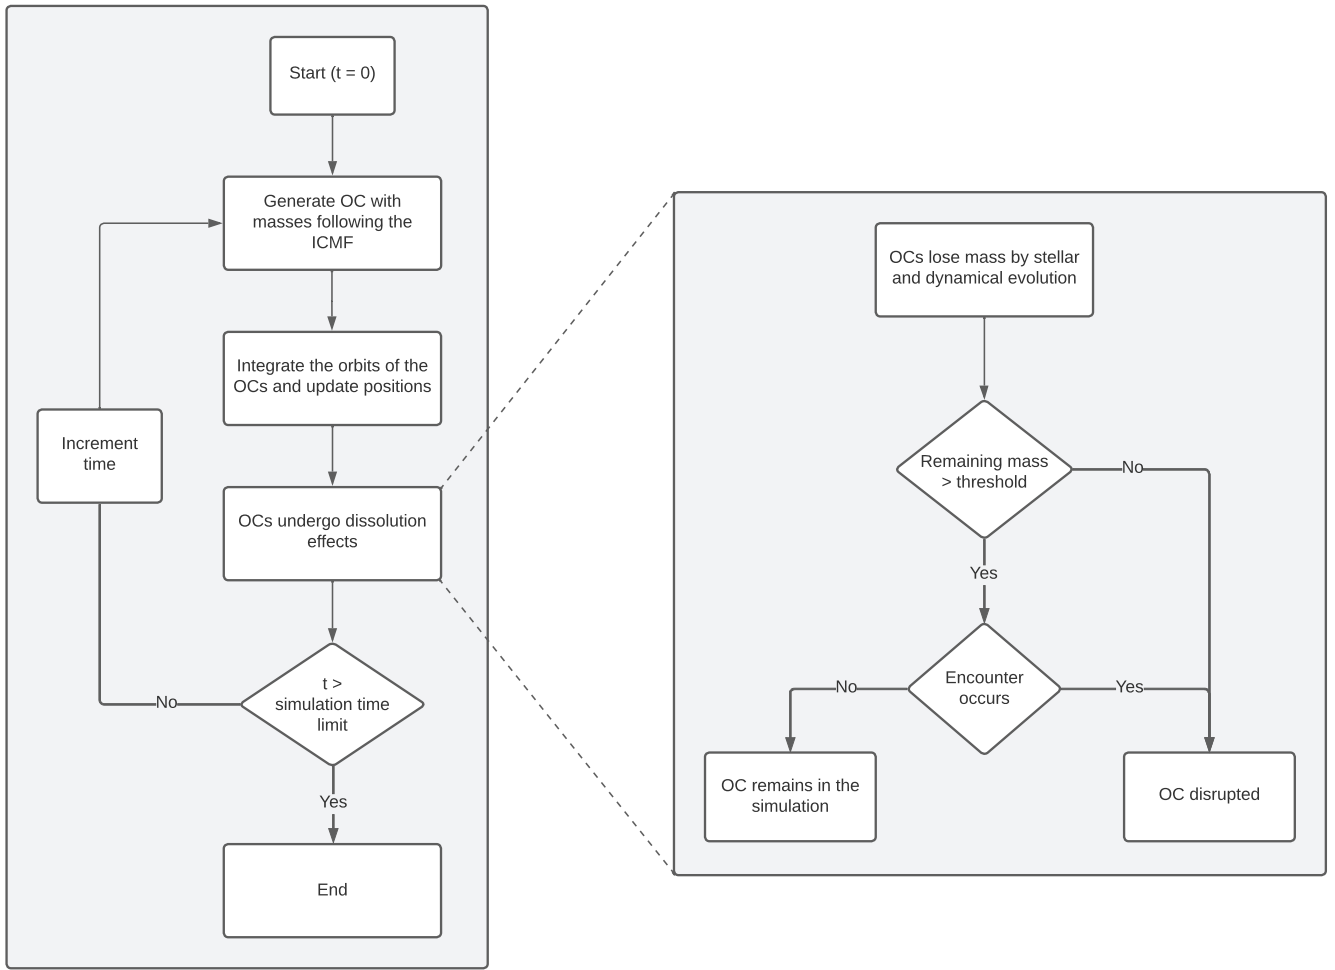 Start (t = 0)
Generate OC with
masses following the
ICMF
Integrate the orbits of the
OCs and update positions
Increment
time
OCs undergo dissolution
effects
t >
simulation time
limit
No
Yes
End
OCs lose mass by stellar
and dynamical evolution
Remaining mass
> threshold
No
Yes
Encounter
occurs
No
Yes
OC remains in the
simulation
OC disrupted